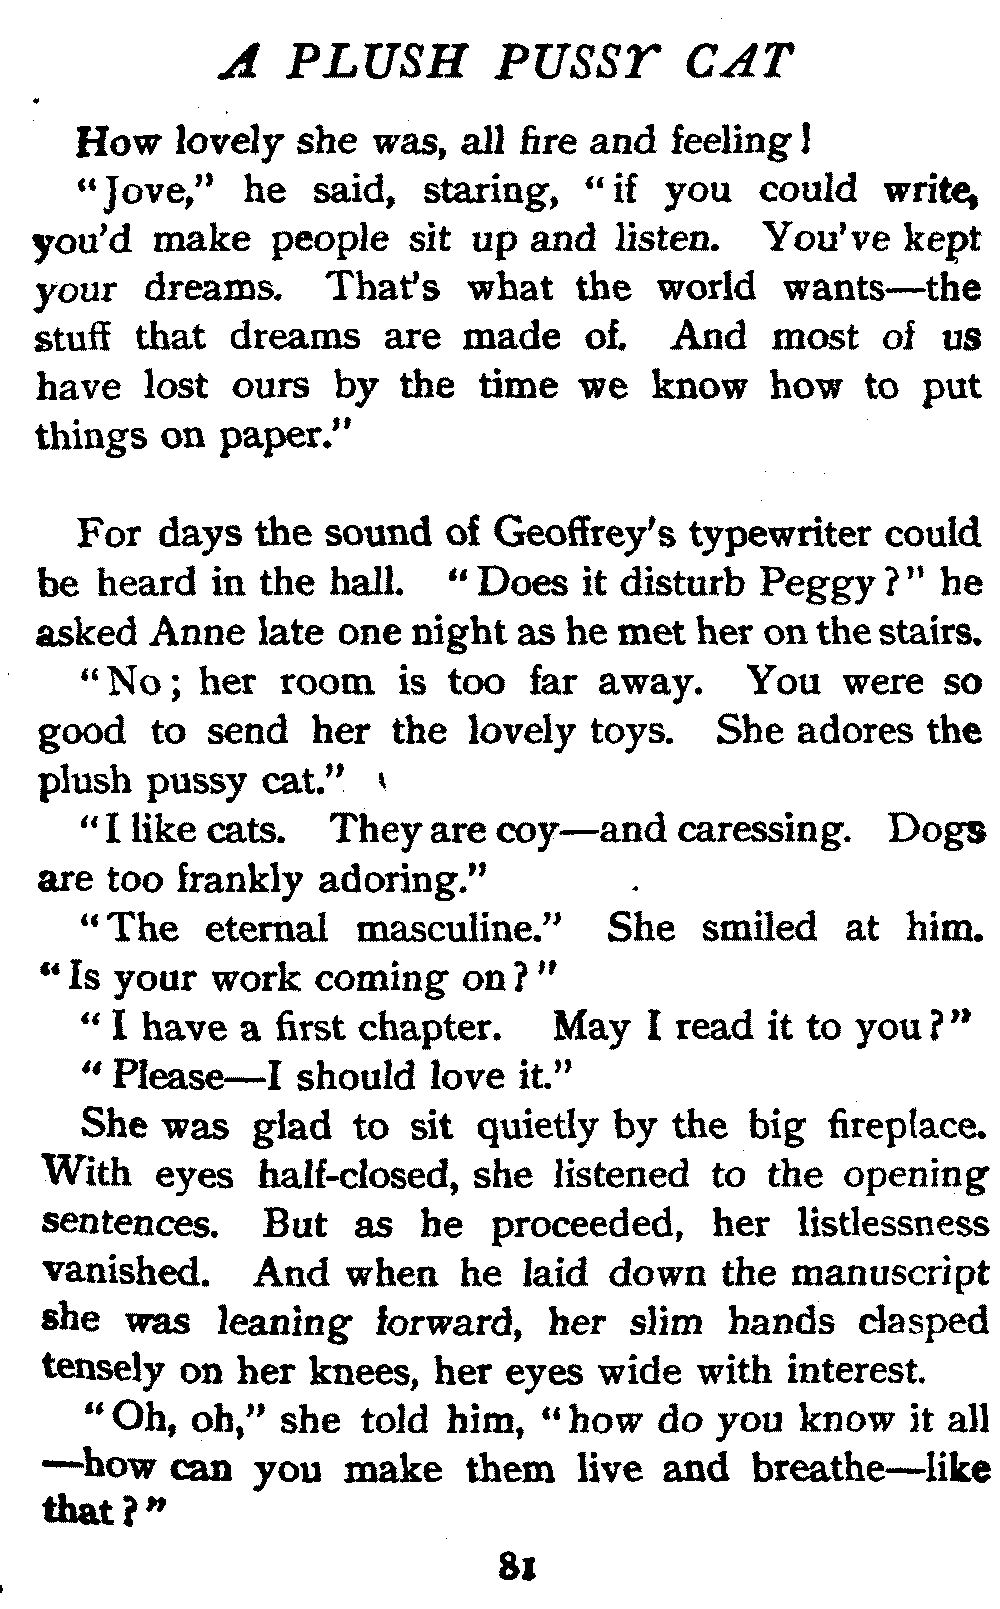 A PLUSH PUSSY CAT
How lovely she was, all fire and feeling!
"Jove," he said, staring, "if you could write,
you'd make people sit up and listen. You've kept
your dreams. That's what the world wants—the
stuff that dreams are made of. And most of us
have lost ours by the time we know how to put
things on paper."
For days the sound of Geoffrey's typewriter could
be heard in the hall. "Does it disturb Peggy?" he
asked Anne late one night as he met her on the stairs.
"No; her room is too far away. You were so
good to send her the lovely toys. She adores the
plush pussy cat."
"I like cats. They are coy—and caressing. Dogs
are too frankly adoring."
"The eternal masculine." She smiled at him.
"Is your work coming on?"
"I have a first chapter. May I read it to you?"
"Please—I should love it."
She was glad to sit quietly by the big fireplace.
With eyes half-closed, she listened to the opening
sentences. But as he proceeded, her listlessness
vanished. And when he laid down the manuscript
she was leaning forward, her slim hands clasped
tensely on her knees, her eyes wide with interest.
"Oh, oh," she told him, "how do you know it all
—how can you make them live and breathe—like
that?"
81